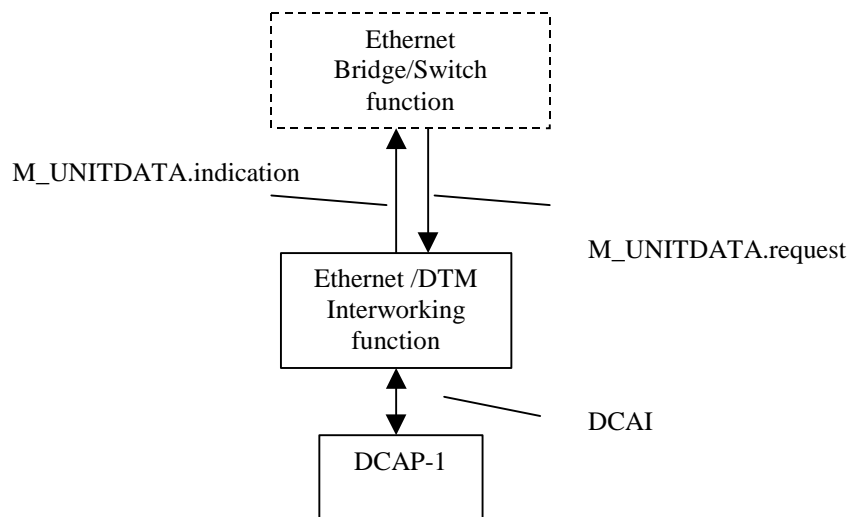 Ethernet
Bridge/Switch
function
M_UNITDATA.indication
M_UNITDATA.request
Ethernet /DTM
Interworking
function
DCAI
DCAP-1